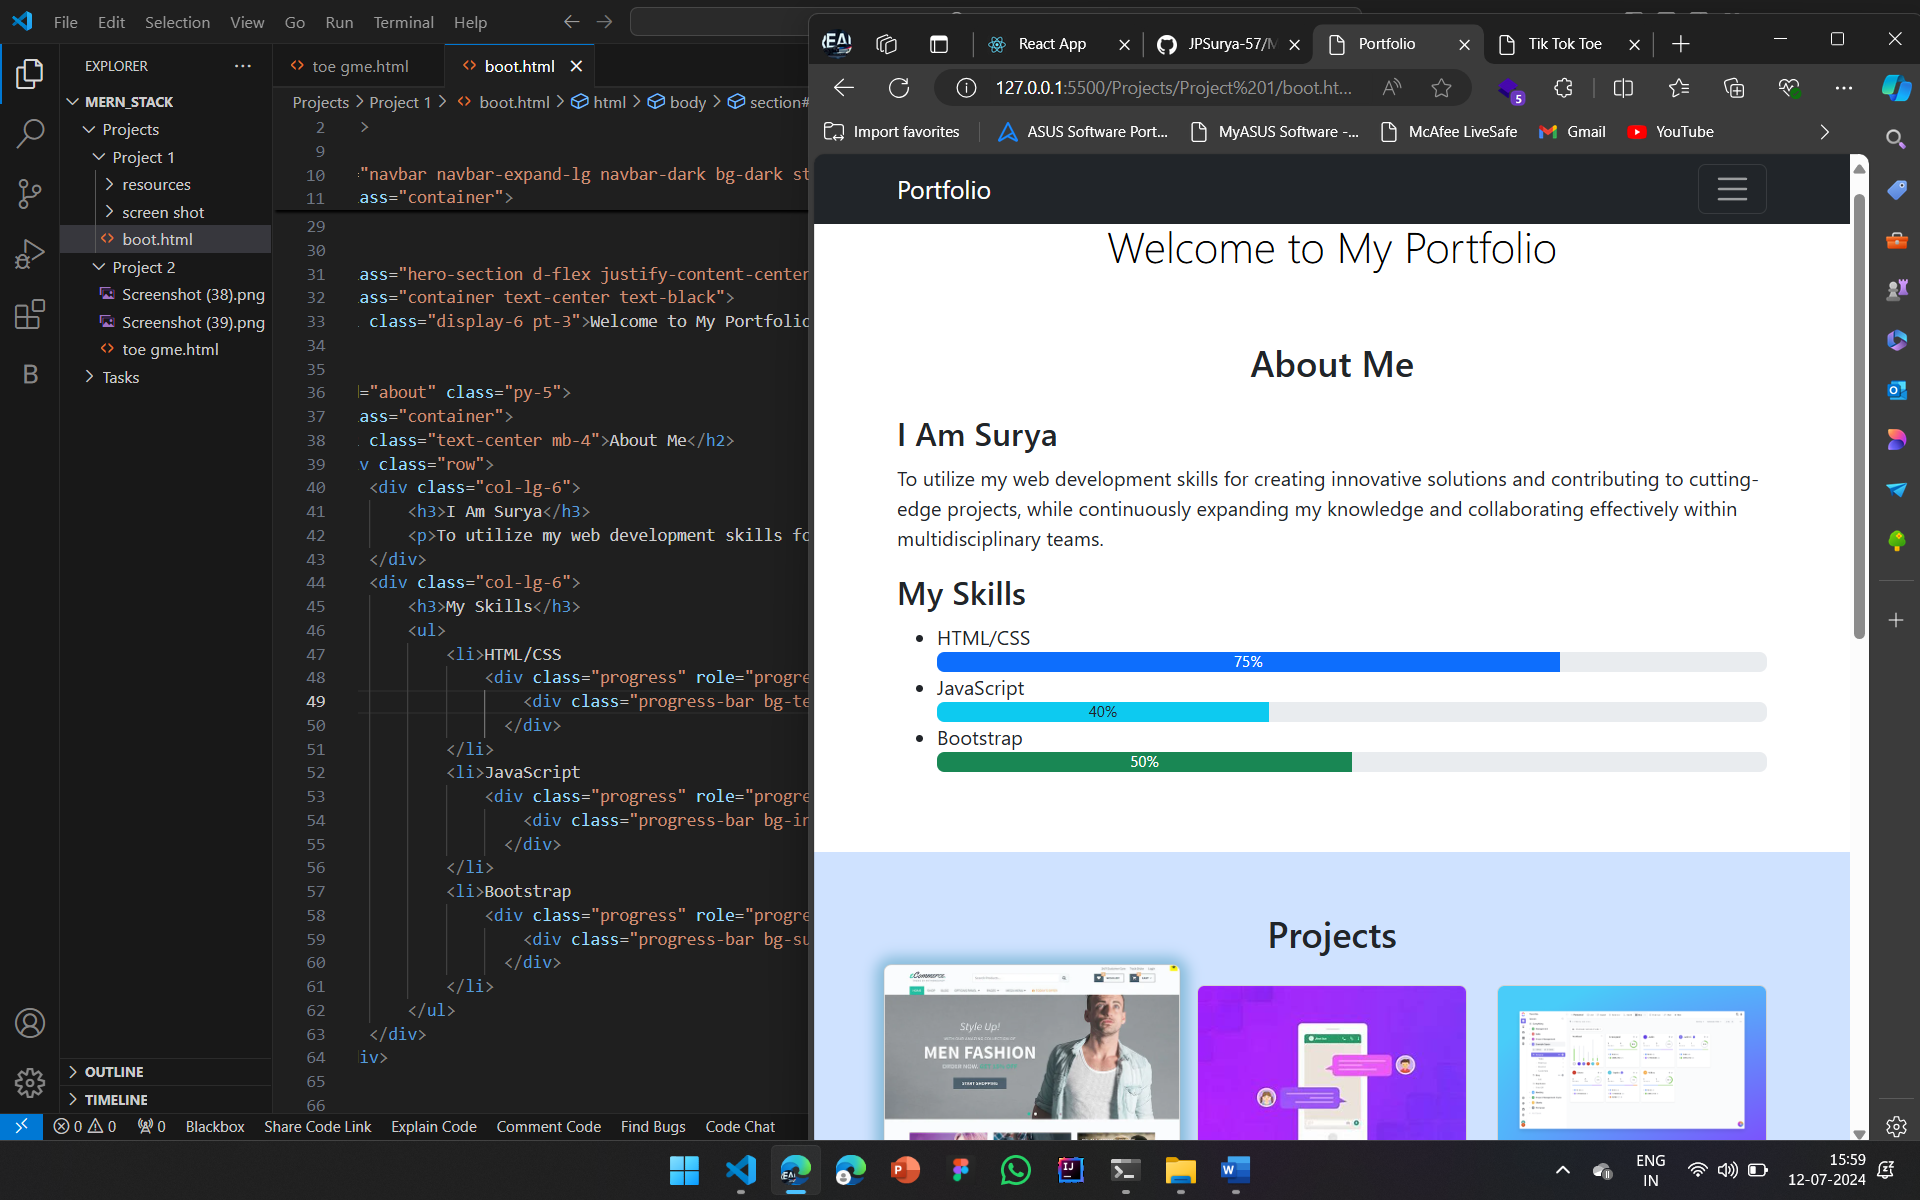 File Edit Selection View Go Run Terminal Help
EXPLORER
MERN_STACK
Projects
Project 1
resources
screen shot
boot.html
Project 2
Screenshot (38).png
Screenshot (39).png
toe gme.html
Tasks
OUTLINE
TIMELINE
toe gme.html
boot.html
Projects > Project 1 > boot.html > html > body > section#
2 >
9
10 ="navbar navbar-expand-lg navbar-dark bg-dark st
11 ass="container">
29
30
31 ass="hero-section d-flex justify-content-center
32 ass="container text-center text-black">
33 class="display-6 pt-3">Welcome to My Portfolio
34
35
36 ="about" class="py-5">
37 ass="container">
38 class="text-center mb-4">About Me</h2>
39 v class="row">
40 <div class="col-lg-6">
41 <h3>I Am Surya</h3>
42 <p>To utilize my web development skills fo
43 </div>
44 <div class="col-lg-6">
45 <h3>My Skills</h3>
46 <ul>
47 <li>HTML/CSS
48 <div class="progress" role="progre
49 <div class="progress-bar bg-te
50 </div>
51 </li>
52 <li>JavaScript
53 <div class="progress" role="progre
54 <div class="progress-bar bg-in
55 </div>
56 </li>
57 <li>Bootstrap
58 <div class="progress" role="progre
59 <div class="progress-bar bg-su
60 </div>
61 </li>
62 </ul>
63 </div>
64 iv>
65
66
0 0 0 Blackbox Share Code Link Explain Code Comment Code Find Bugs Code Chat
React App
JPSurya-57/M
Portfolio
Tik Tok Toe
127.0.0.1:5500/Projects/Project%201/boot.ht...
5
Import favorites
ASUS Software Port...
MyASUS Software -...
McAfee LiveSafe
Gmail
YouTube
Portfolio
Welcome to My Portfolio
About Me
I Am Surya
To utilize my web development skills for creating innovative solutions and contributing to cutting-
edge projects, while continuously expanding my knowledge and collaborating effectively within
multidisciplinary teams.
My Skills
HTML/CSS
75%
JavaScript
40%
Bootstrap
50%
Projects
eCommerce
Style Up!
MEN FASHION
ORDER NOW.
START SHOPPING
ENG
IN
15:59
12-07-2024